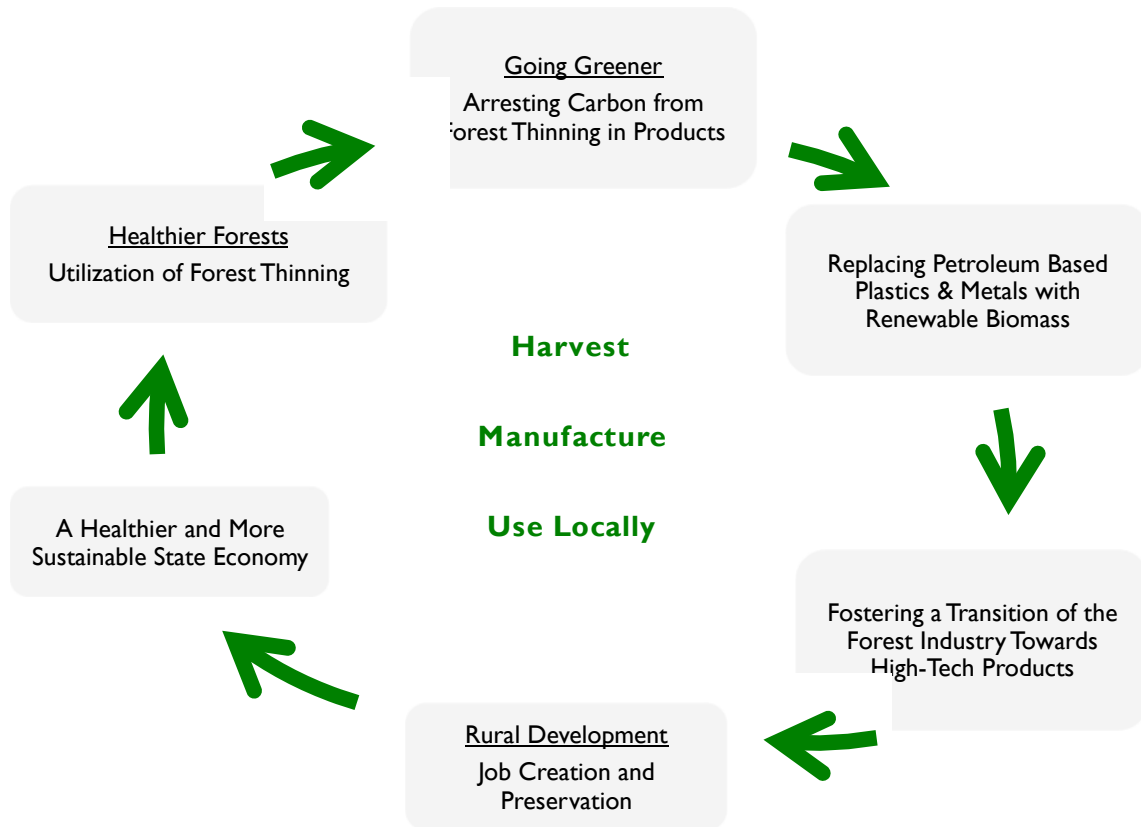 Going Greener
Arresting Carbon from
Forest Thinning in Products
Healthier Forests
Utilization of Forest Thinning
Replacing Petroleum Based
Plastics & Metals with
Renewable Biomass
Harvest
Manufacture
Use Locally
A Healthier and More
Sustainable State Economy
Fostering a Transition of the
Forest Industry Towards
High-Tech Products
Rural Development
Job Creation and
Preservation